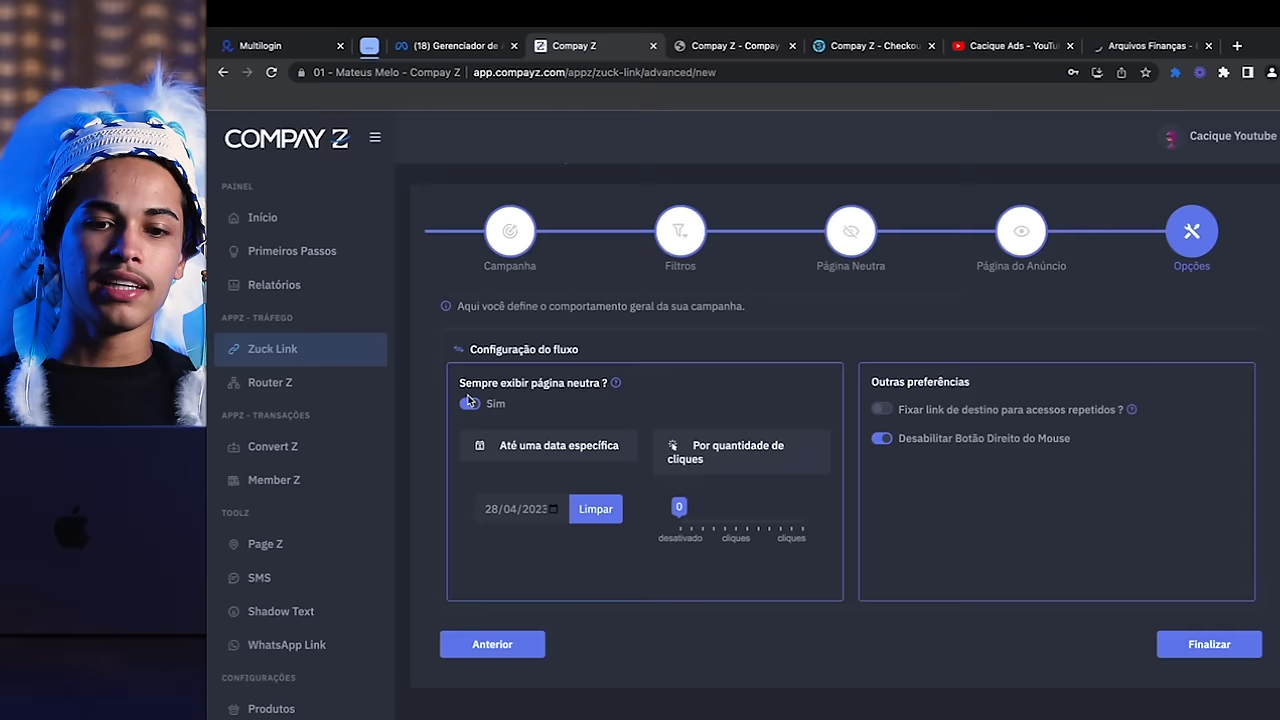 Multilogin
(18) Gerenciador de
Compay Z
Compay Z - Compay
Compay Z - Checkou
Cacique Ads - YouTu
Arquivos Finanças -
01 - Mateus Melo - Compay Z
app.compayz.com/appz/zuck-link/advanced/new
COMPAY Z
Cacique Youtube
PAINEL
Início
Primeiros Passos
Relatórios
APPZ - TRÁFEGO
Zuck Link
Router Z
APPZ - TRANSAÇÕES
Convert Z
Member Z
TOOLZ
Page Z
SMS
Shadow Text
WhatsApp Link
CONFIGURAÇÕES
Produtos
Campanha
Filtros
Página Neutra
Página do Anúncio
Opções
Aqui você define o comportamento geral da sua campanha.
Configuração do fluxo
Sempre exibir página neutra ?
Sim
Até uma data específica
28/04/2023
Limpar
Por quantidade de
cliques
0
desativado
cliques
cliques
Outras preferências
Fixar link de destino para acessos repetidos ?
Desabilitar Botão Direito do Mouse
Anterior
Finalizar